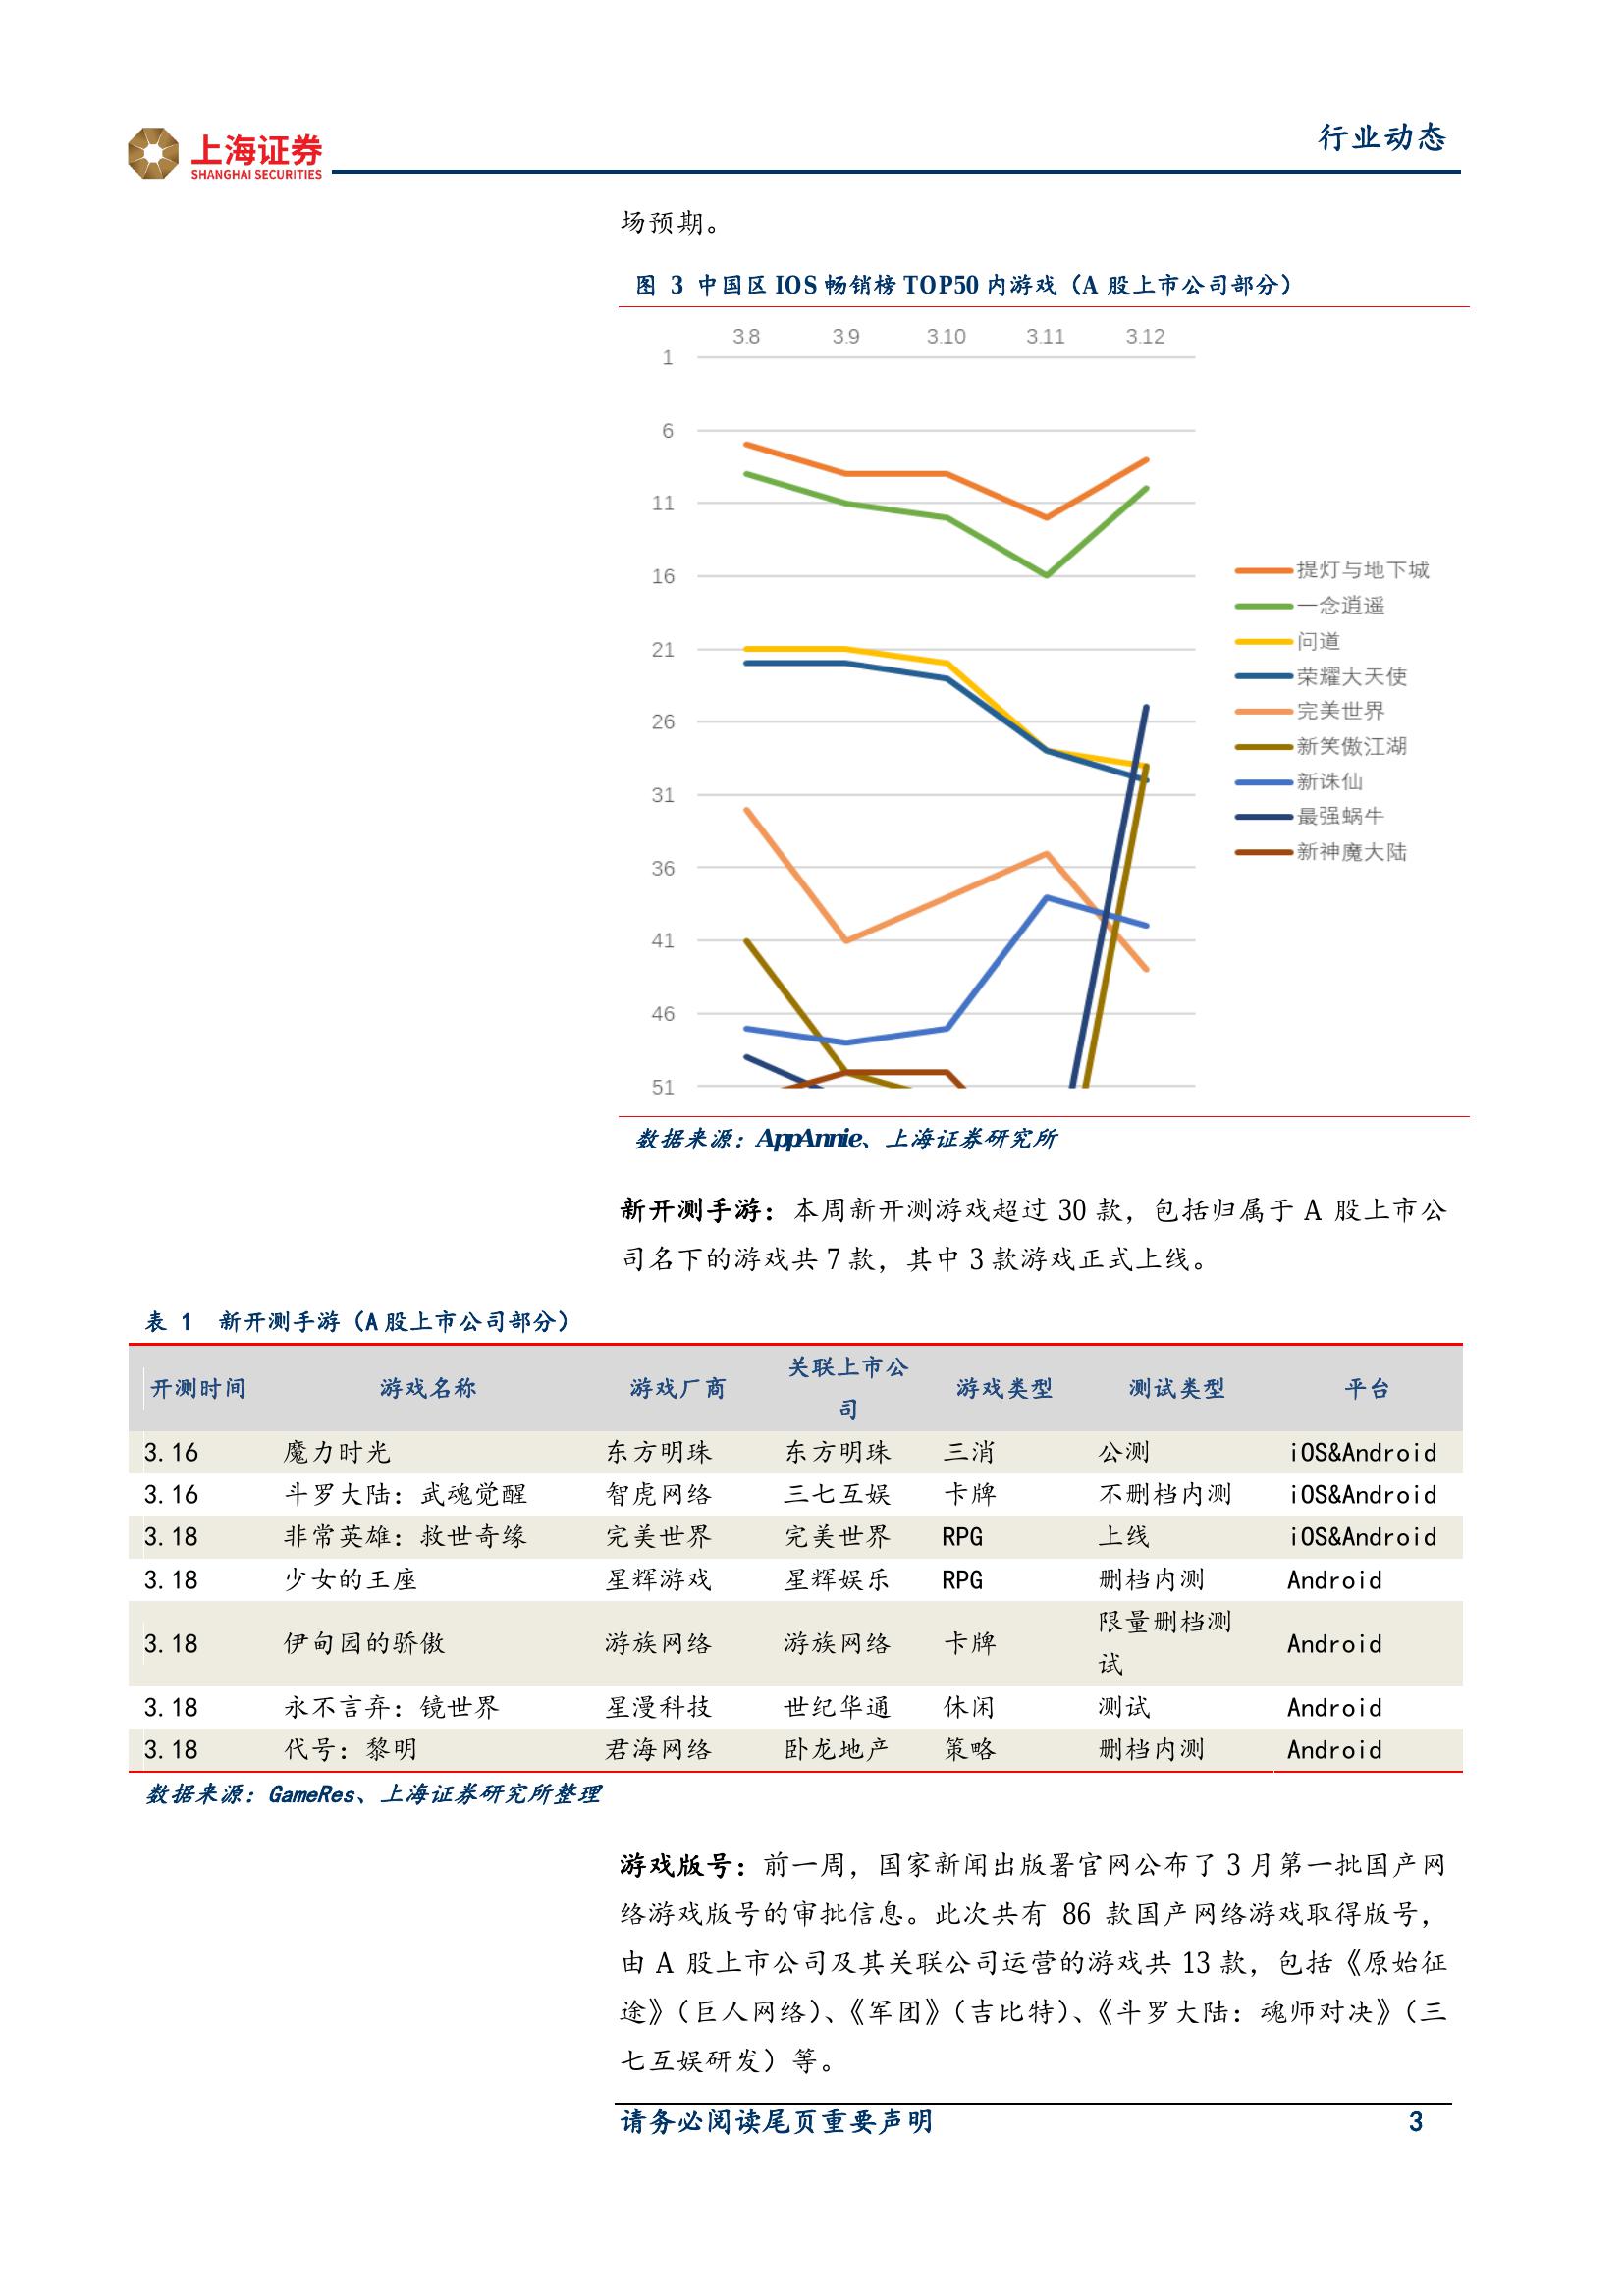 上海证券
SHANGHAI SECURITIES
行业动态
场预期。
图 3 中国区 IOS 畅销榜 TOP50 内游戏（A 股上市公司部分）
3.8 3.9 3.10 3.11 3.12
1
6
11
16
21
26
31
36
41
46
51
提灯与地下城
一念逍遥
问道
荣耀大天使
完美世界
新笑傲江湖
新诛仙
最强蜗牛
新神魔大陆
数据来源：AppAnnie、上海证券研究所
新开测手游：本周新开测游戏超过 30 款，包括归属于 A 股上市公
司名下的游戏共 7 款，其中 3 款游戏正式上线。
表 1 新开测手游（A 股上市公司部分）
开测时间 游戏名称 游戏厂商 关联上市公司 游戏类型 测试类型 平台
3.16 魔力时光 东方明珠 东方明珠 三消 公测 iOS&Android
3.16 斗罗大陆：武魂觉醒 智虎网络 三七互娱 卡牌 不删档内测 iOS&Android
3.18 非常英雄：救世奇缘 完美世界 完美世界 RPG 上线 iOS&Android
3.18 少女的王座 星辉游戏 星辉娱乐 RPG 删档内测 Android
3.18 伊甸园的骄傲 游族网络 游族网络 卡牌 限量删档测试 Android
3.18 永不言弃：镜世界 星漫科技 世纪华通 休闲 测试 Android
3.18 代号：黎明 君海网络 卧龙地产 策略 删档内测 Android
数据来源：GameRes、上海证券研究所整理
游戏版号：前一周，国家新闻出版署官网公布了 3 月第一批国产网
络游戏版号的审批信息。此次共有 86 款国产网络游戏取得版号，
由 A 股上市公司及其关联公司运营的游戏共 13 款，包括《原始征
途》（巨人网络）、《军团》（吉比特）、《斗罗大陆：魂师对决》（三
七互娱研发）等。
请务必阅读尾页重要声明 3